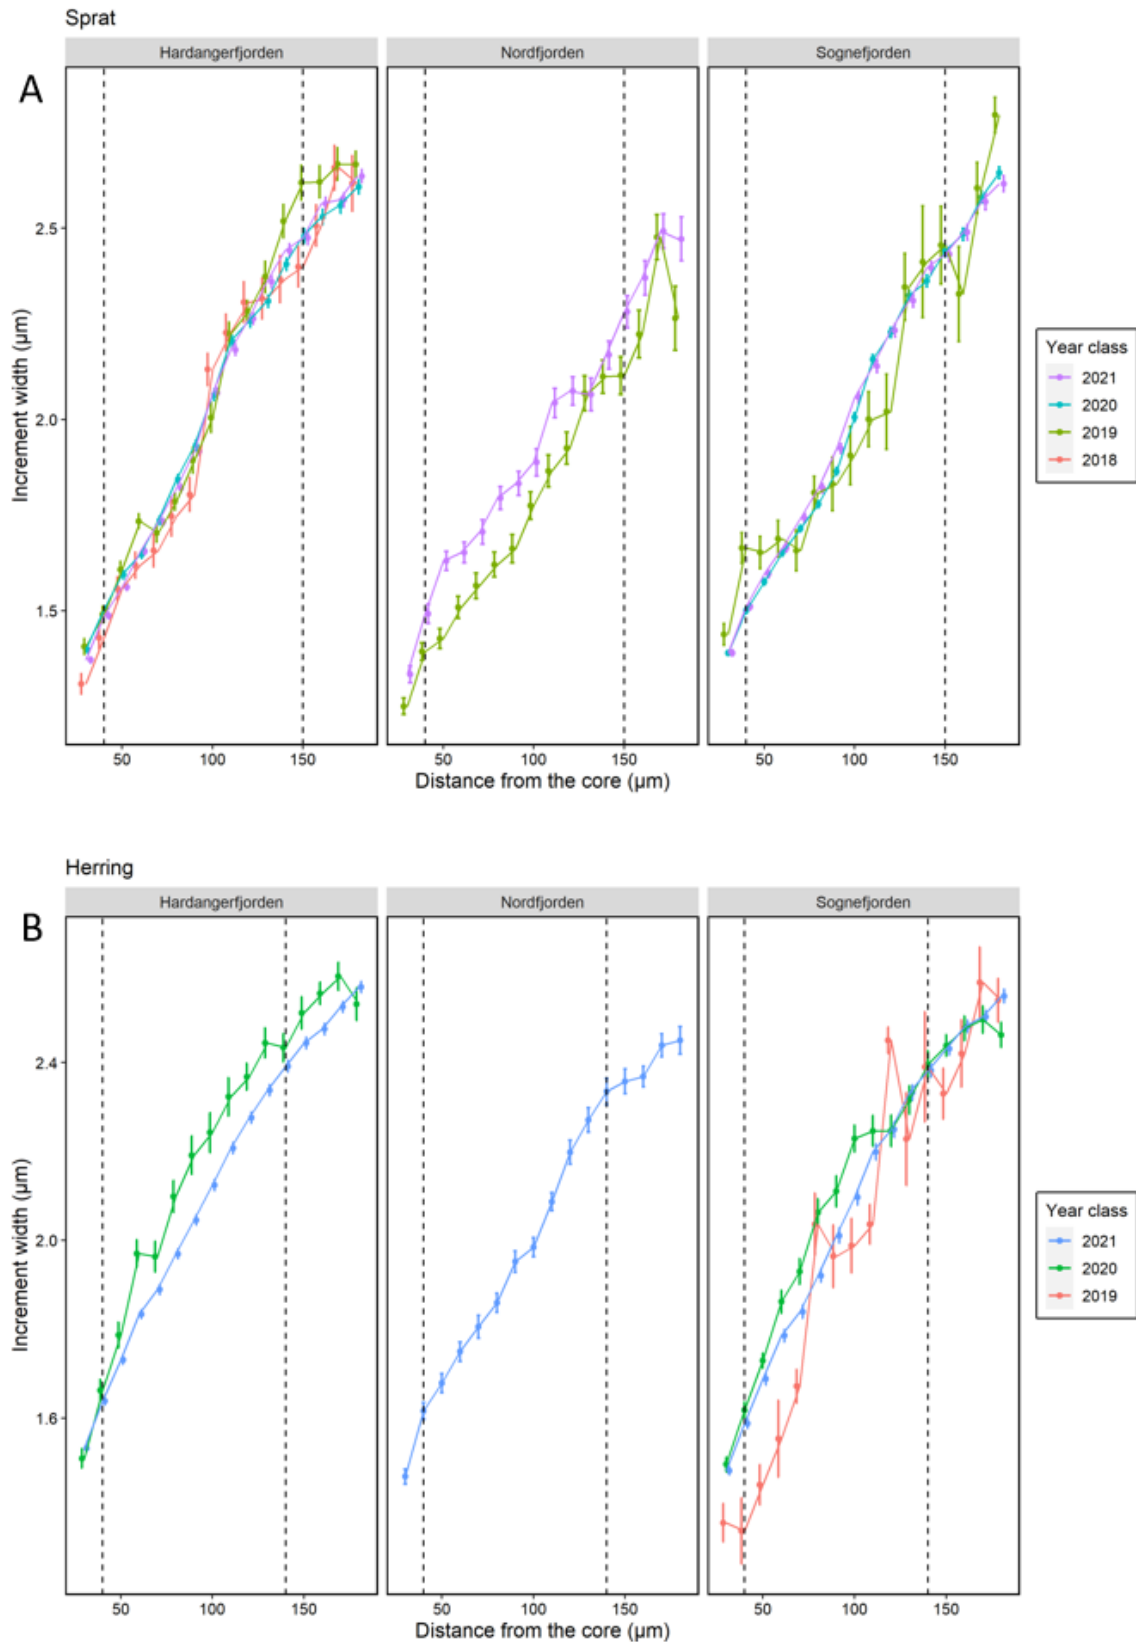 Sprat
A
Hardangerfjorden
Nordfjorden
Sognefjorden
Increment width (µm)
2.5
2.0
1.5
50 100 150
50 100 150
50 100 150
Distance from the core (µm)
Year class
2021
2020
2019
2018
Herring
B
Hardangerfjorden
Nordfjorden
Sognefjorden
Increment width (µm)
2.4
2.0
1.6
50 100 150
50 100 150
50 100 150
Distance from the core (µm)
Year class
2021
2020
2019